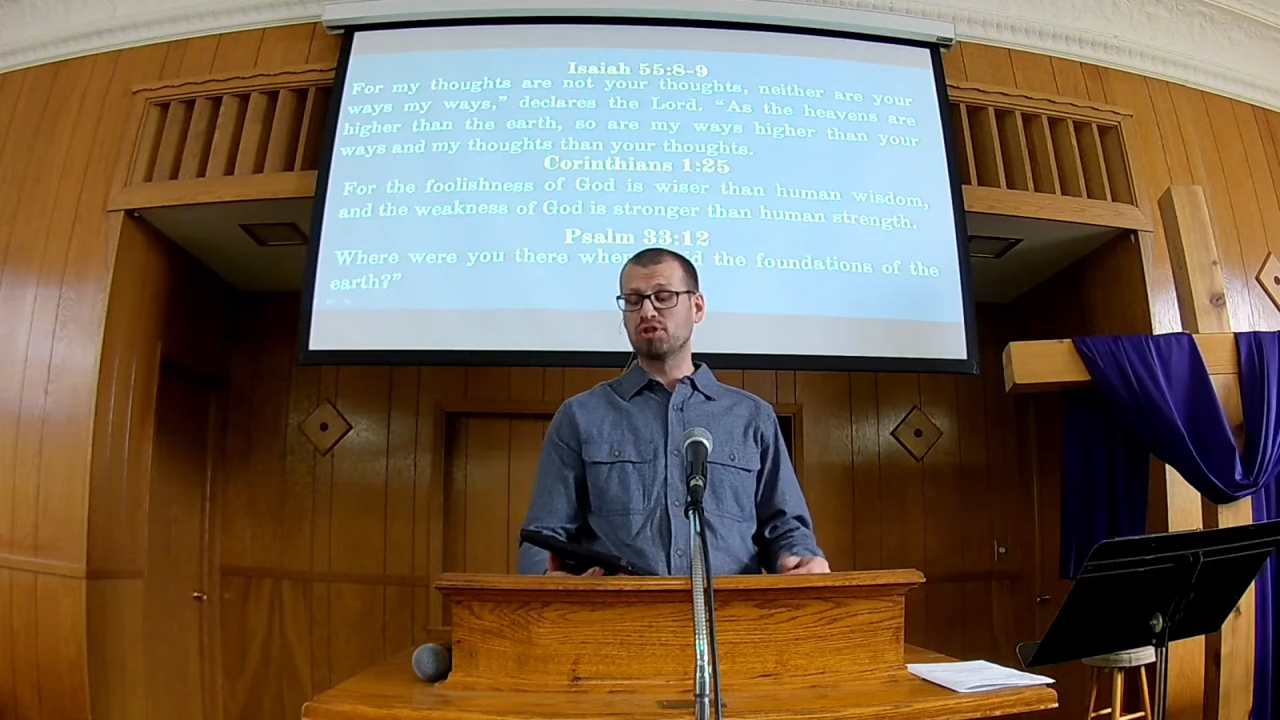 Isaiah 55:8-9
For my thoughts are not your thoughts, neither are your
ways my ways,” declares the Lord. “As the heavens are
higher than the earth, so are my ways higher than your
ways and my thoughts than your thoughts.
Corinthians 1:25
For the foolishness of God is wiser than human wisdom,
and the weakness of God is stronger than human strength.
Psalm 33:12
Where were you there the foundations of the
earth?”